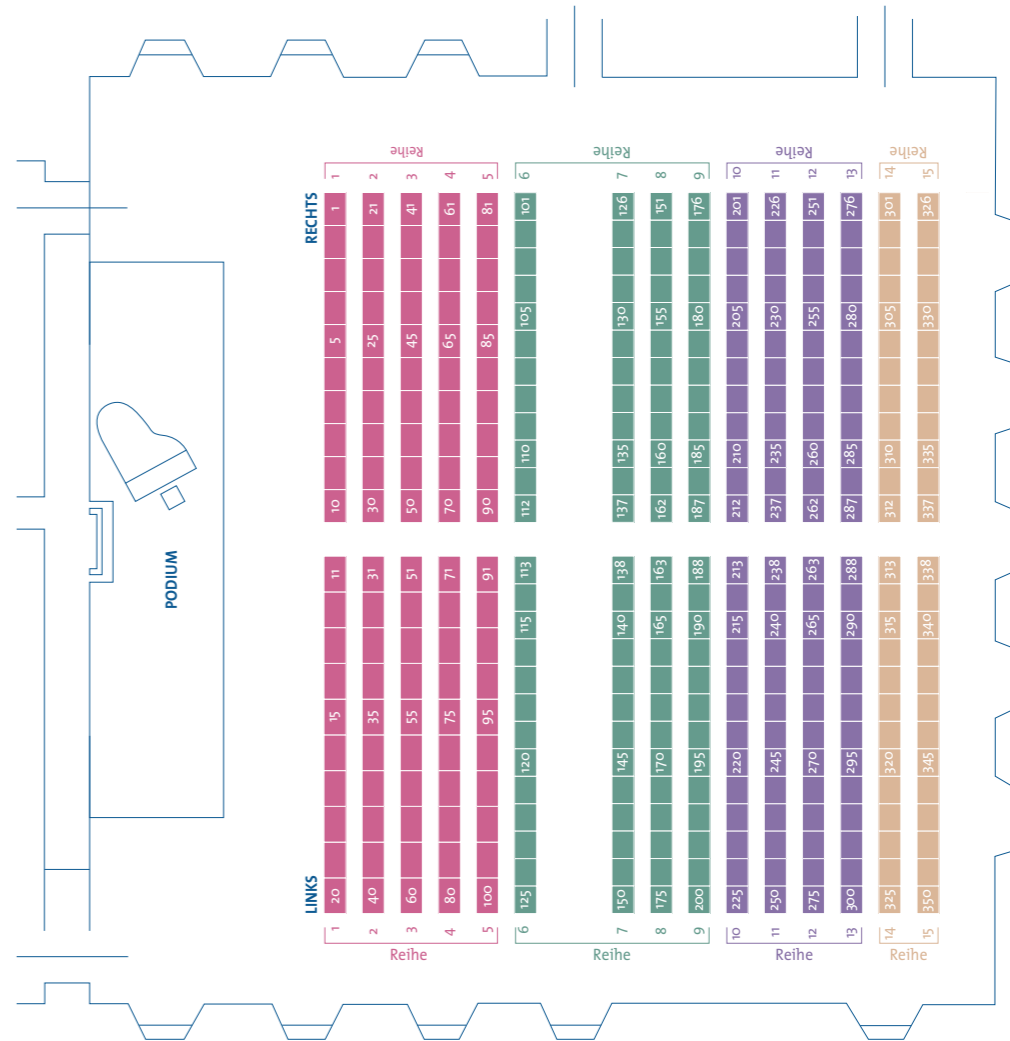 Reihe Reihe Reihe Reihe
1 2 3 4 5 6 7 8 9 10 11 12 13 14 15
RECHTS
1 21 41 61 81 101 126 151 176 201 226 251 276 301 326
105 130 155 180 205 230 255 280 305 330
5 25 45 65 85
110 135 160 185 210 235 260 285 310 335
10 30 50 70 90 112 137 162 187 212 237 262 287 312 337
PODIUM
11 31 51 71 91 113 138 163 188 213 238 263 288 313 338
115 140 165 190 215 240 265 290 315 340
15 35 55 75 95
120 145 170 195 220 245 270 295 320 345
LINKS
20 40 60 80 100 125 150 175 200 225 250 275 300 325 350
1 2 3 4 5 6 7 8 9 10 11 12 13 14 15
Reihe Reihe Reihe Reihe